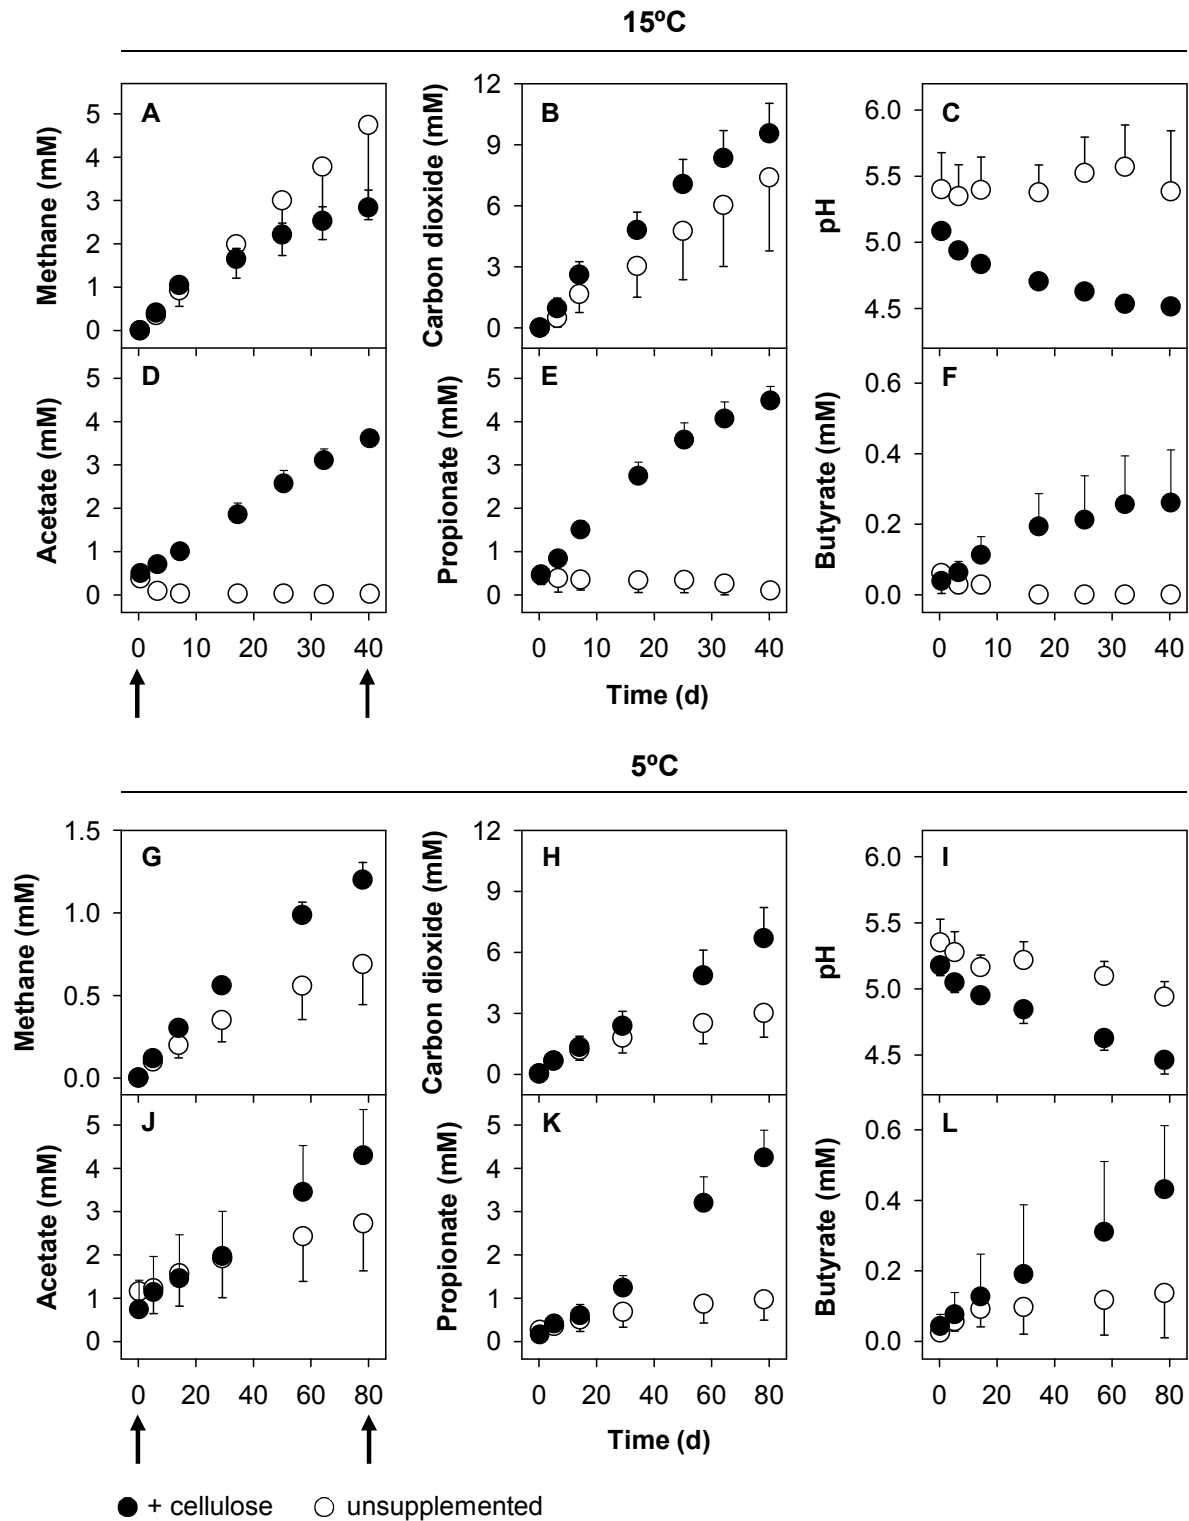 15ºC
A
B
C
Methane (mM)
5
4
3
2
1
0
Carbon dioxide (mM)
12
9
6
3
0
pH
6.0
5.5
5.0
4.5
D
E
F
Acetate (mM)
5
4
3
2
1
0
Propionate (mM)
5
4
3
2
1
0
Butyrate (mM)
0.6
0.4
0.2
0.0
0 10 20 30 40
0 10 20 30 40
0 10 20 30 40
Time (d)
5ºC
G
H
I
Methane (mM)
1.5
1.0
0.5
0.0
Carbon dioxide (mM)
12
9
6
3
0
pH
6.0
5.5
5.0
4.5
J
K
L
Acetate (mM)
5
4
3
2
1
0
Propionate (mM)
5
4
3
2
1
0
Butyrate (mM)
0.6
0.4
0.2
0.0
0 20 40 60 80
0 20 40 60 80
0 20 40 60 80
Time (d)
+ cellulose unsupplemented